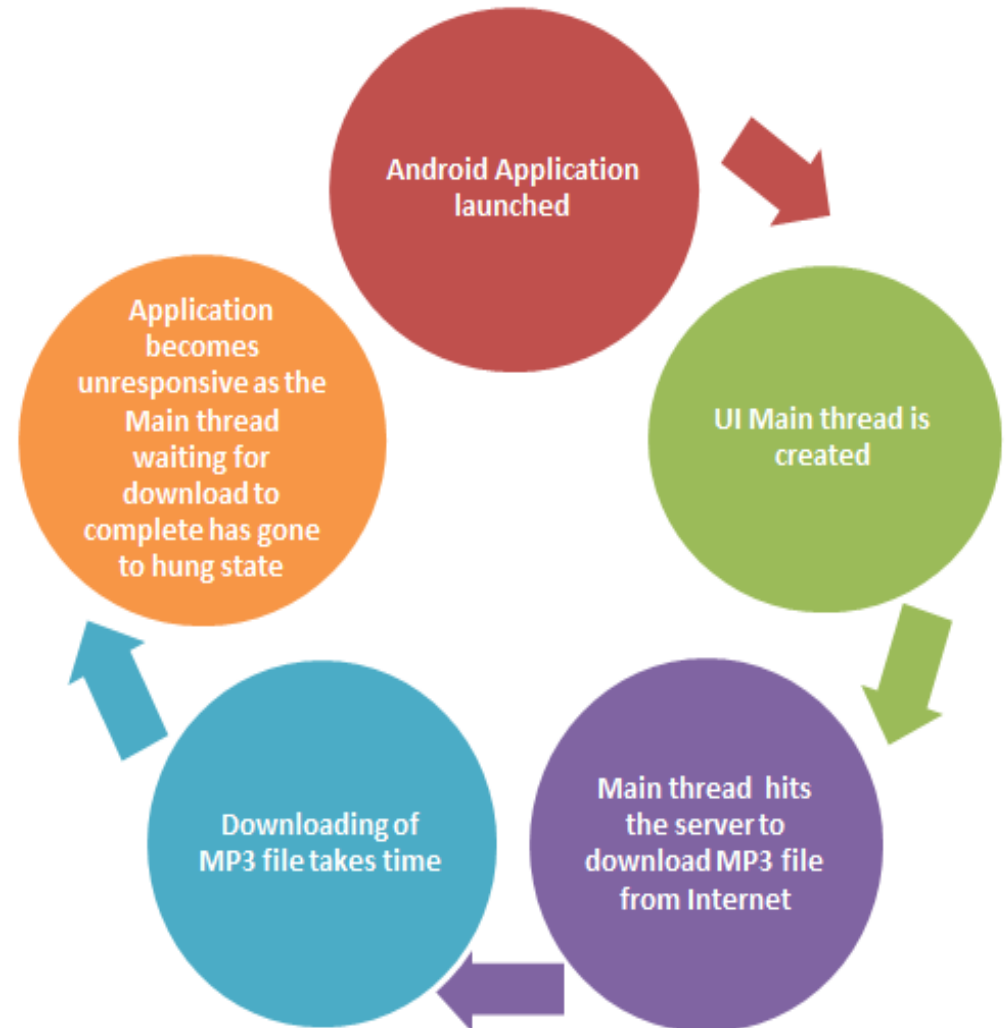 Android Application
launched
UI Main thread is
created
Main thread hits
the server to
download MP3 file
from Internet
Downloading of
MP3 file takes time
Application
becomes
unresponsive as the
Main thread
waiting for
download to
complete has gone
to hung state